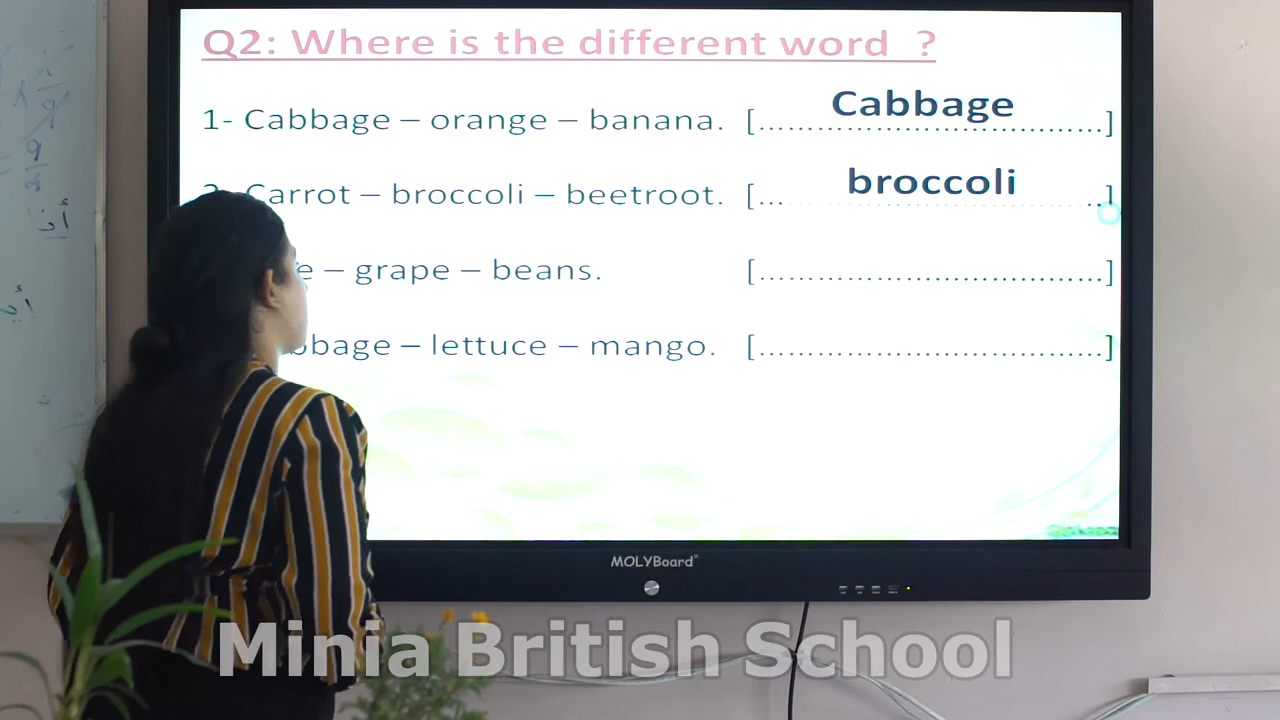 Q2: Where is the different word ?
1- Cabbage – orange – banana. [....................................] Cabbage
Carrot – broccoli – beetroot. [....................................] broccoli
– grape – beans. [....................................]
– lettuce – mango. [....................................]
MOLYBoard
Minia British School